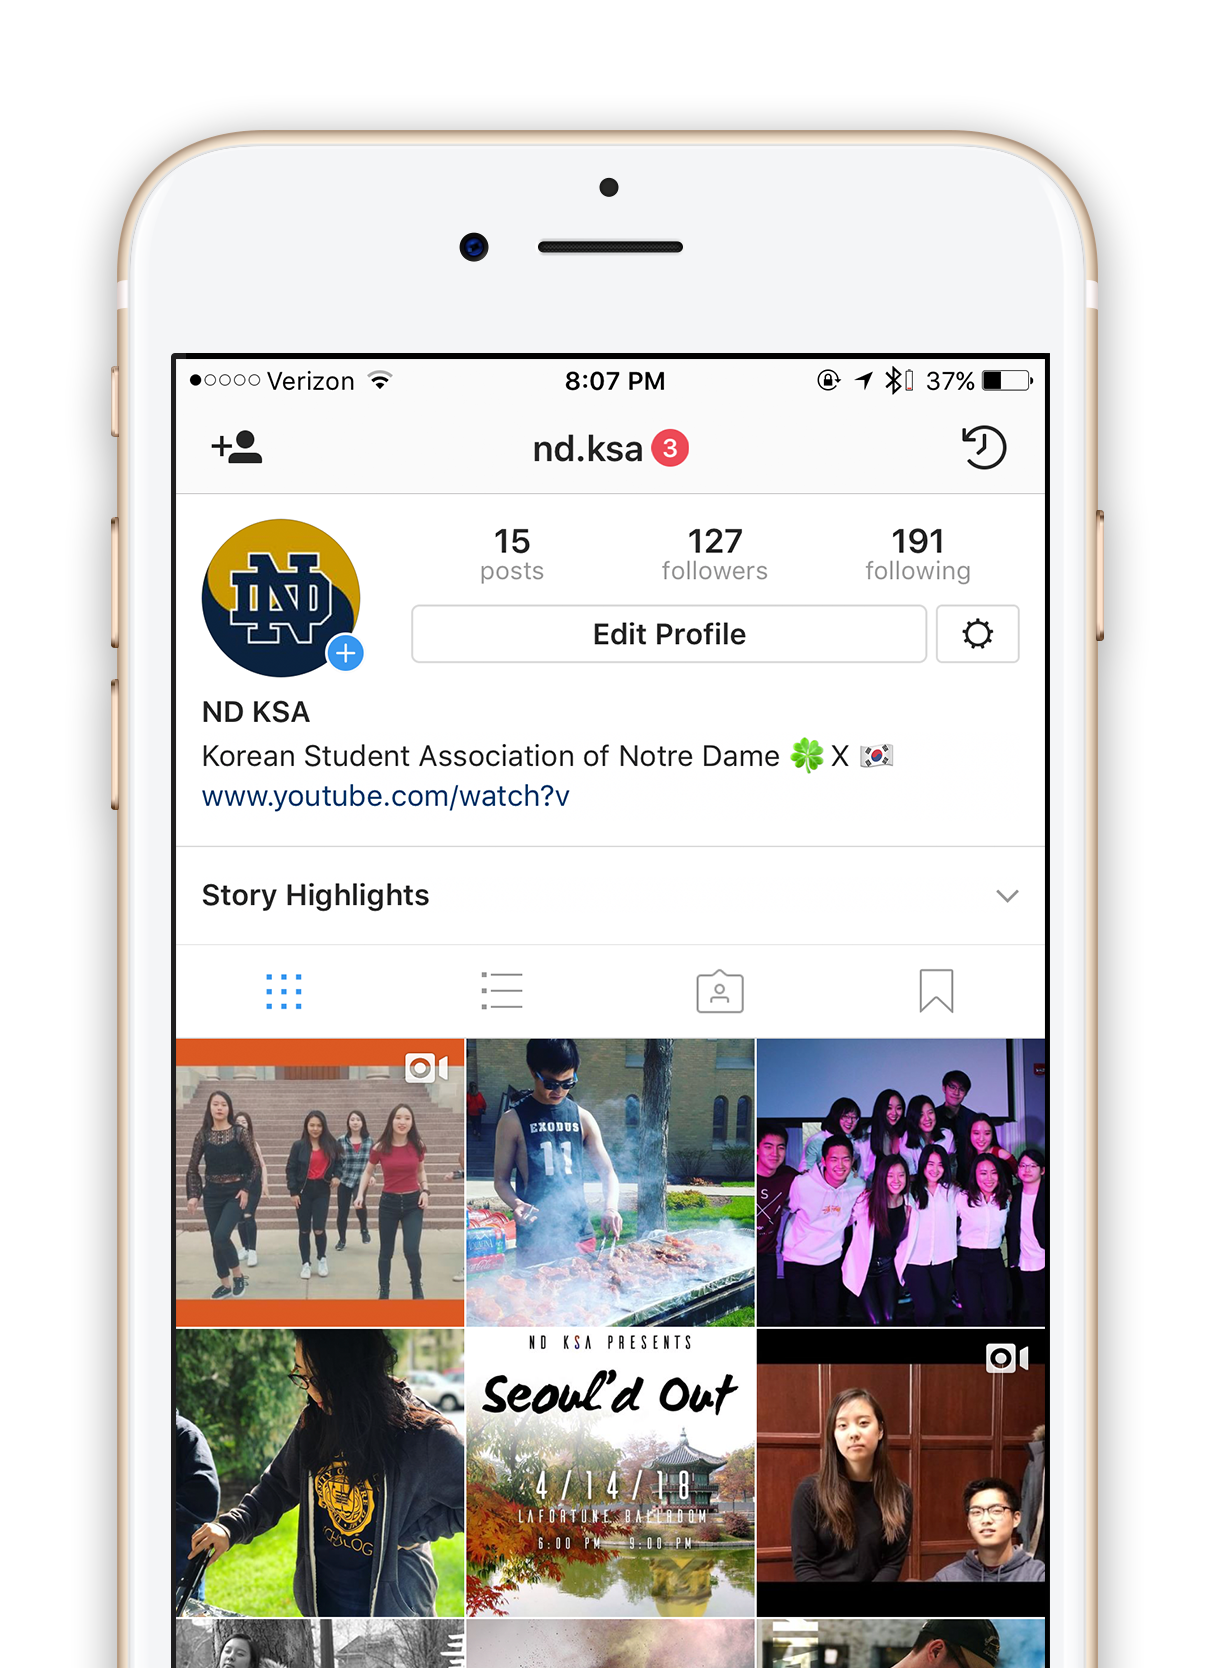 Verizon 8:07 PM 37%
nd.ksa 3
15 127 191
posts followers following
Edit Profile
ND
ND KSA
Korean Student Association of Notre Dame 🍀 X 🇰🇷
www.youtube.com/watch?v
Story Highlights
EXODUS
11
ND KSA PRESENTS
Seoul'd Out
4/14/18
LAFORTUNE BALLROOM
6:00 PM - 9:00 PM